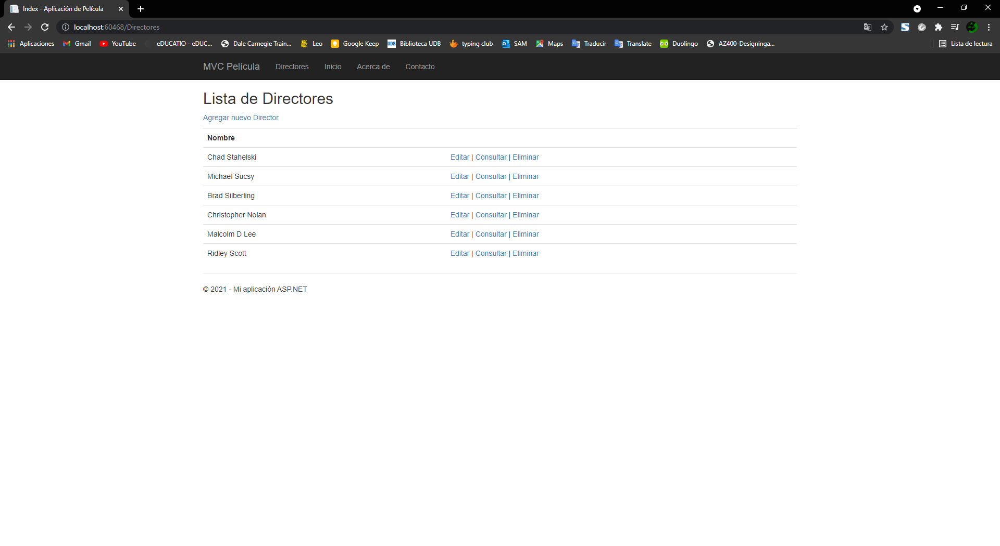 Index - Aplicación de Película
localhost:60468/Directores
Aplicaciones Gmail YouTube eDUCATIO - eDUC... Dale Carnegie Train... Leo Google Keep UDB Biblioteca UDB typing club SAM Maps Traducir Translate Duolingo AZ400-Designinga... Lista de lectura
MVC Película Directores Inicio Acerca de Contacto
Lista de Directores
Agregar nuevo Director
Nombre
Chad Stahelski Editar | Consultar | Eliminar
Michael Sucsy Editar | Consultar | Eliminar
Brad Silberling Editar | Consultar | Eliminar
Christopher Nolan Editar | Consultar | Eliminar
Malcolm D Lee Editar | Consultar | Eliminar
Ridley Scott Editar | Consultar | Eliminar
© 2021 - Mi aplicación ASP.NET